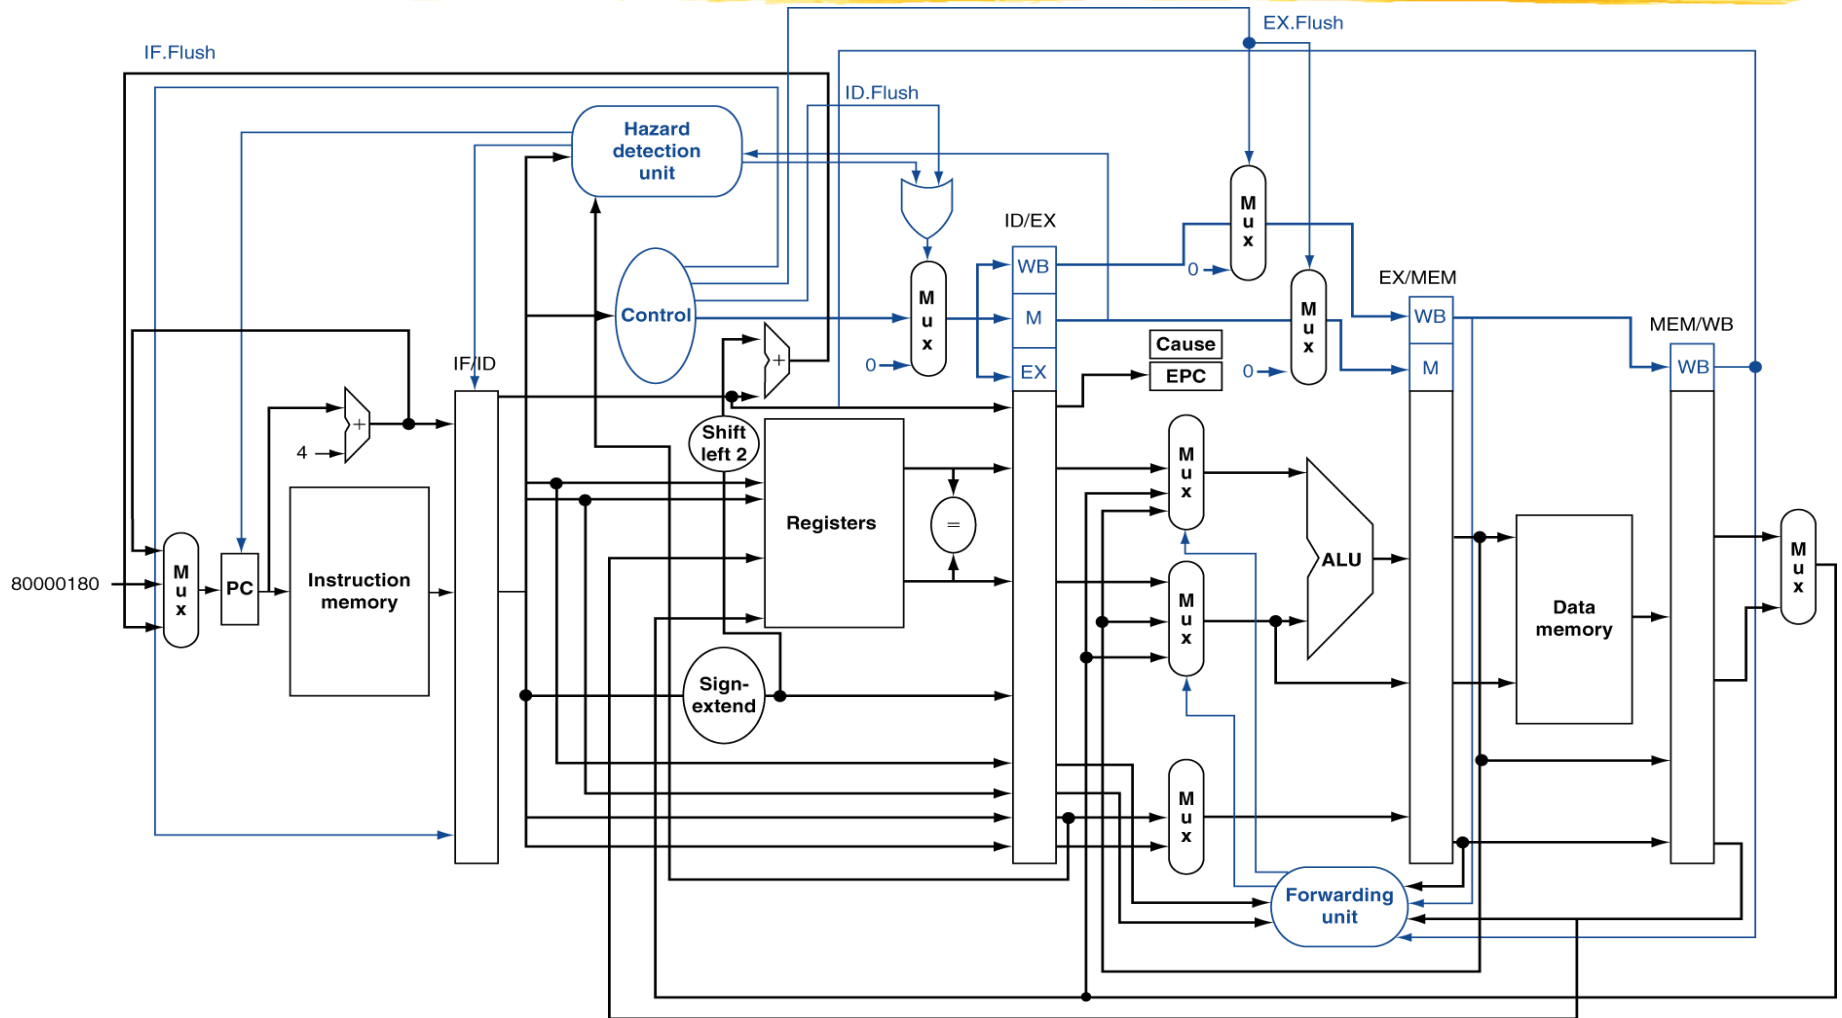 EX.Flush
IF.Flush
ID.Flush
Hazard
detection
unit
M
u
x
ID/EX
WB
0
EX/MEM
Control
M
u
x
M
M
u
x
WB
MEM/WB
Cause
IF/ID
+
0
EX
EPC
0
M
WB
+
4
Shift
left 2
M
u
x
Registers
=
M
u
x
80000180
PC
Instruction
memory
M
u
x
ALU
Data
memory
M
u
x
Sign-
extend
M
u
x
Forwarding
unit